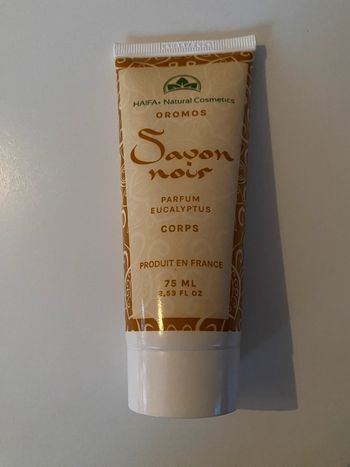 HAIFA• Natural Cosmetics
OROMOS
Savon
noir
PARFUM
EUCALYPTUS
CORPS
PRODUIT EN FRANCE
75 ML
2,53 FL OZ